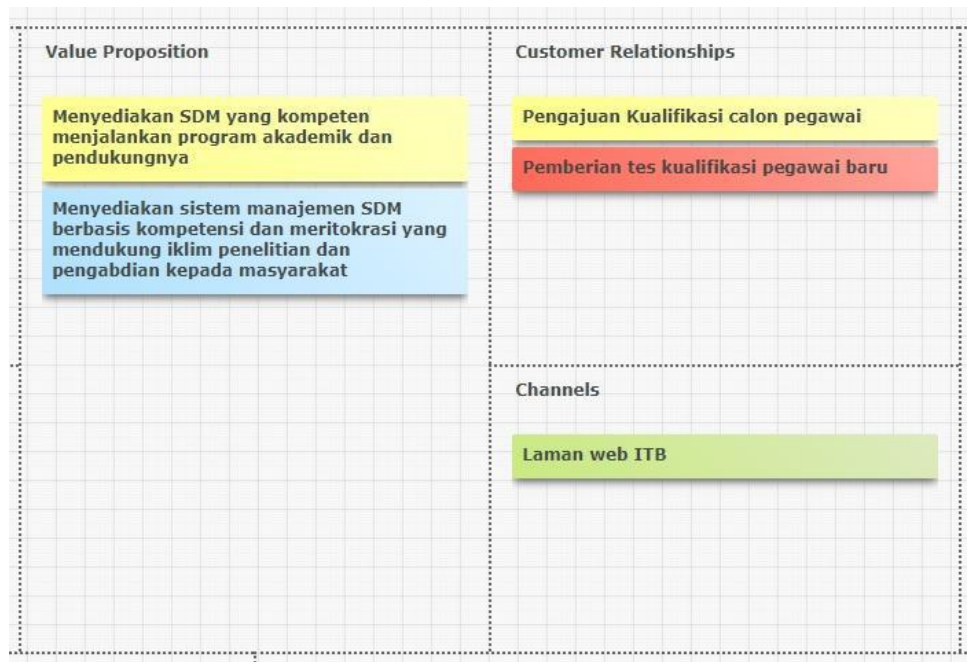 Value Proposition
Menyediakan SDM yang kompeten
menjalankan program akademik dan
pendukungnya
Menyediakan sistem manajemen SDM
berbasis kompetensi dan meritokrasi yang
mendukung iklim penelitian dan
pengabdian kepada masyarakat
Customer Relationships
Pengajuan Kualifikasi calon pegawai
Pemberian tes kualifikasi pegawai baru
Channels
Laman web ITB